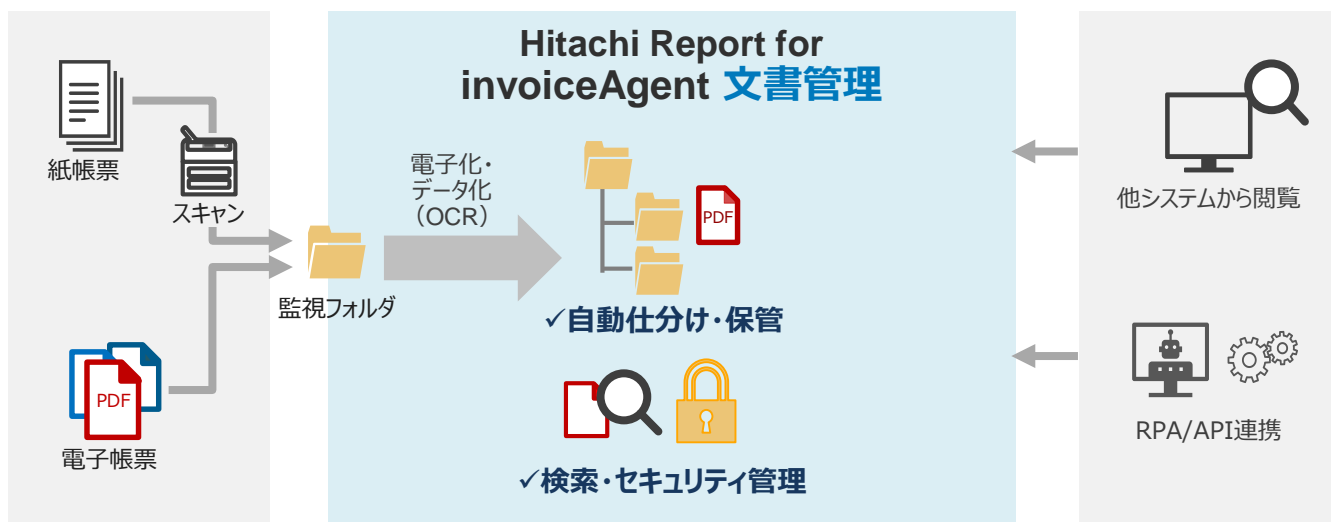 Hitachi Report for
invoiceAgent 文書管理
紙帳票
スキャン
電子化・
データ化
（OCR）
PDF
監視フォルダ
✓自動仕分け・保管
PDF
電子帳票
✓検索・セキュリティ管理
他システムから閲覧
RPA/API連携